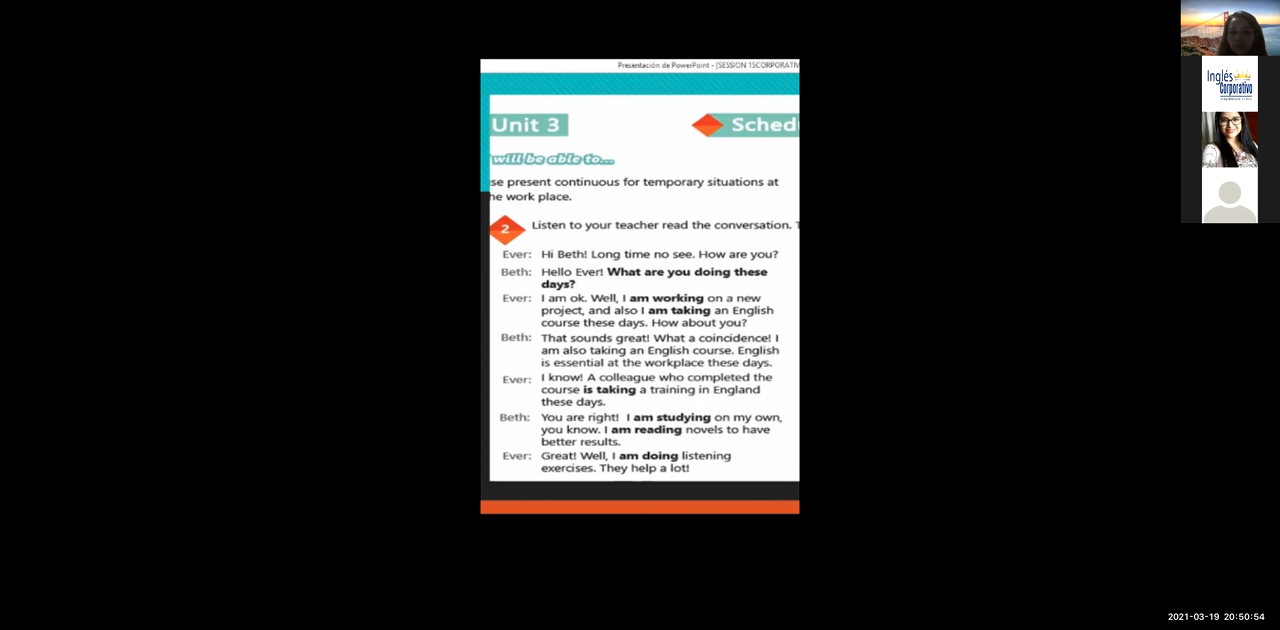 Presentación de PowerPoint - [SESSION 15CORPORATIV
Unit 3
Sched
will be able to...
se present continuous for temporary situations at
he work place.
2
Listen to your teacher read the conversation. T
Ever: Hi Beth! Long time no see. How are you?
Beth: Hello Ever! What are you doing these
days?
Ever: I am ok. Well, I am working on a new
project, and also I am taking an English
course these days. How about you?
Beth: That sounds great! What a coincidence! I
am also taking an English course. English
is essential at the workplace these days.
Ever: I know! A colleague who completed the
course is taking a training in England
these days.
Beth: You are right! I am studying on my own,
you know. I am reading novels to have
better results.
Ever: Great! Well, I am doing listening
exercises. They help a lot!
Inglés
Corporativo
2021-03-19 20:50:54